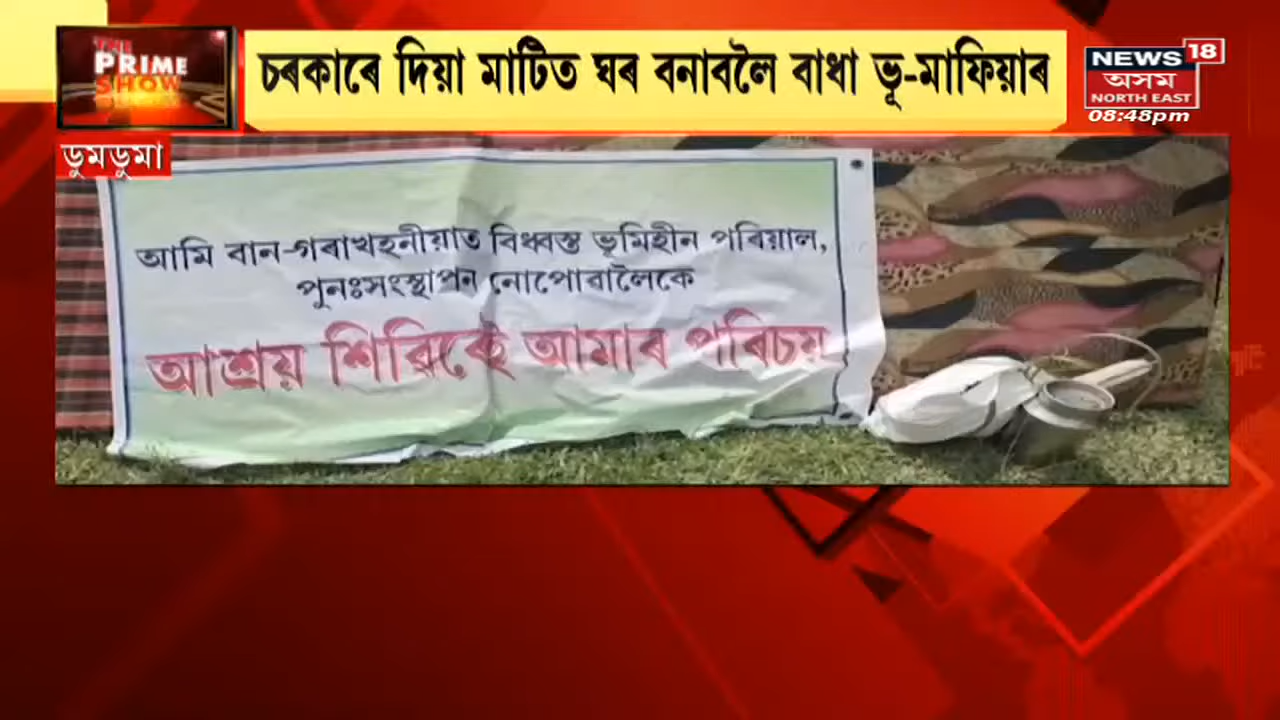 THE
PRIME
SHOW
চৰকাৰে দিয়া মাটিত ঘৰ বনাবলৈ বাধা ভূ-মাফিয়াৰ
NEWS 18
অসম
NORTH EAST
08:48pm
ডুমডুমা
আমি বান-গৰাখহনীয়াত বিধ্বস্ত ভূমিহীন পৰিয়াল,
পুনঃসংস্থাপন নোপোৱালৈকে
আশ্ৰয় শিৱিৰেই আমাৰ পৰিচয়